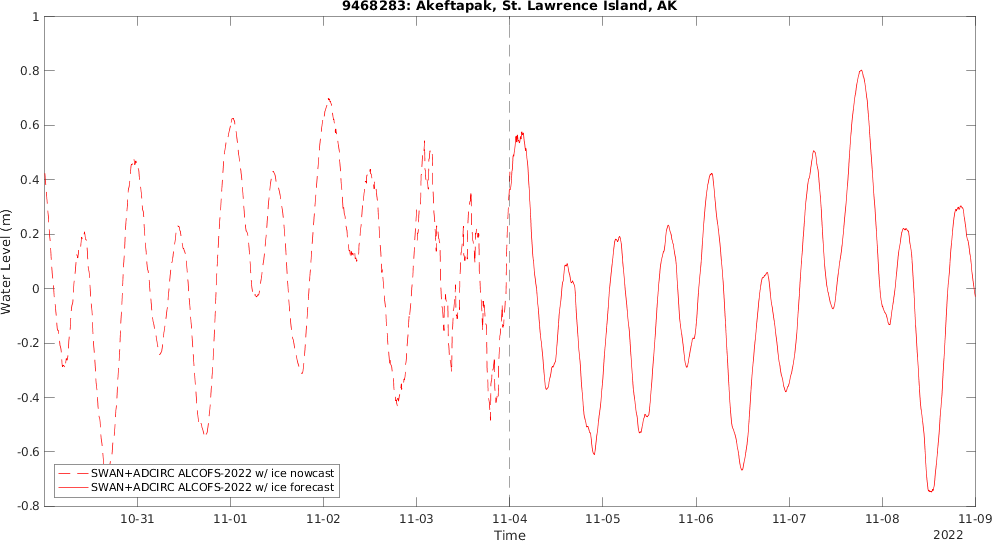 9468283: Akeftapak, St. Lawrence Island, AK
Water Level (m)
1
0.8
0.6
0.4
0.2
0
-0.2
-0.4
-0.6
-0.8
SWAN+ADCIRC ALCOFS-2022 w/ ice nowcast
SWAN+ADCIRC ALCOFS-2022 w/ ice forecast
10-31 11-01 11-02 11-03 11-04 11-05 11-06 11-07 11-08 11-09
Time
2022